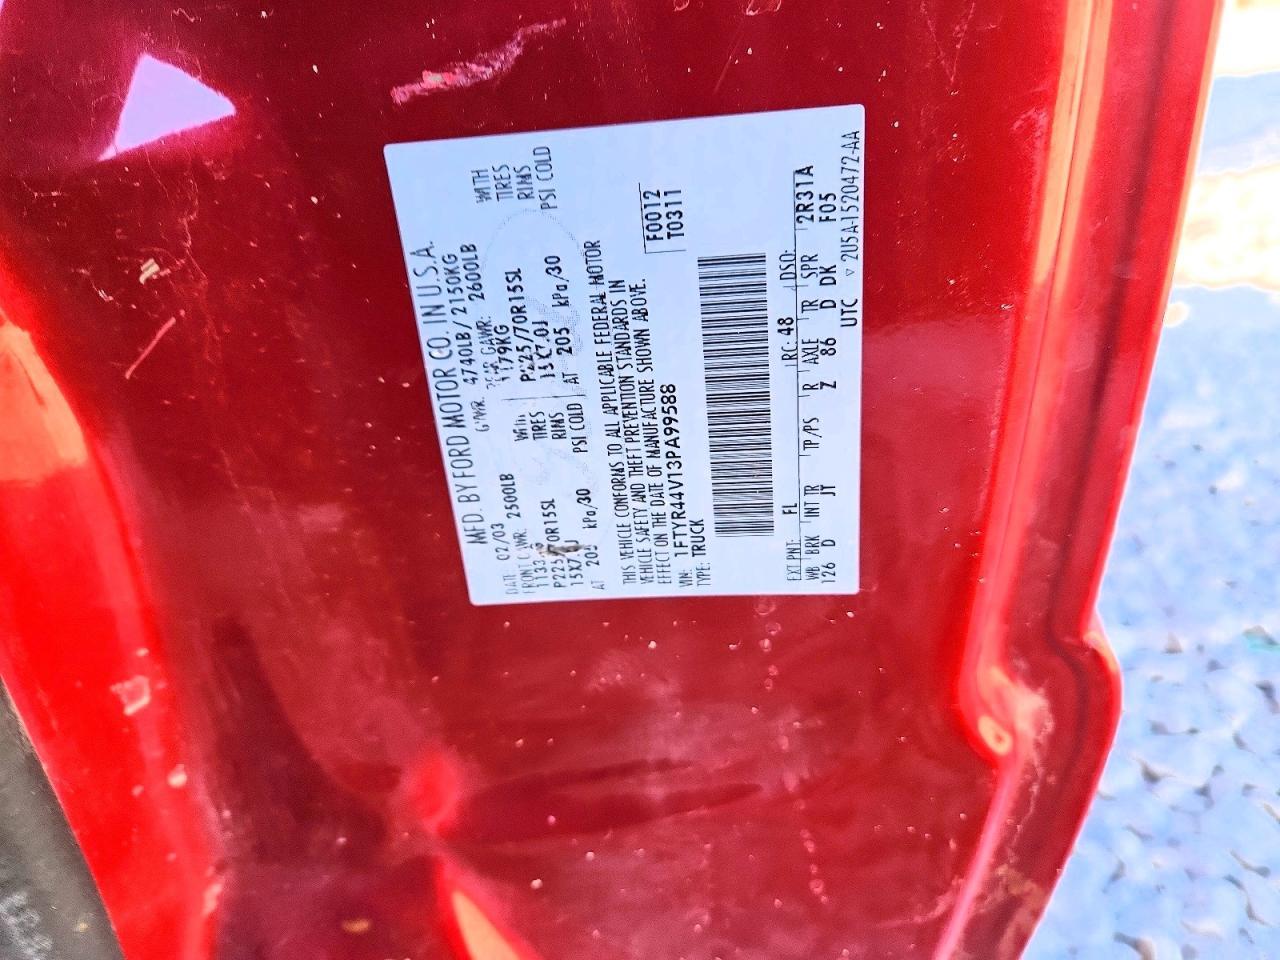 MFD. BY FORD MOTOR CO. IN U.S.A.
DATE: 02/03 GVWR: 4740LB/2150KG
FRONT GAWR: 2500LB REAR GAWR: 2600LB
WITH 1179KG WITH
P225/70R15SL TIRES P225/70R15SL TIRES
15X7.0J RIMS 15X7.0J RIMS
AT 205 kPa/30 PSI COLD AT 205 kPa/30 PSI COLD
THIS VEHICLE CONFORMS TO ALL APPLICABLE FEDERAL MOTOR
VEHICLE SAFETY AND THEFT PREVENTION STANDARDS IN
EFFECT ON THE DATE OF MANUFACTURE SHOWN ABOVE.
VIN: 1FTYR44V13PA99588 F0012
TYPE: TRUCK T0311
EXT PNT: FL RC: 48 DSO:
WB BRK INT TR TP/PS R AXLE TR SPR 2R31A
126 D JT Z 86 D DK F05
UTC ▽ 2U5A-1520472-AA